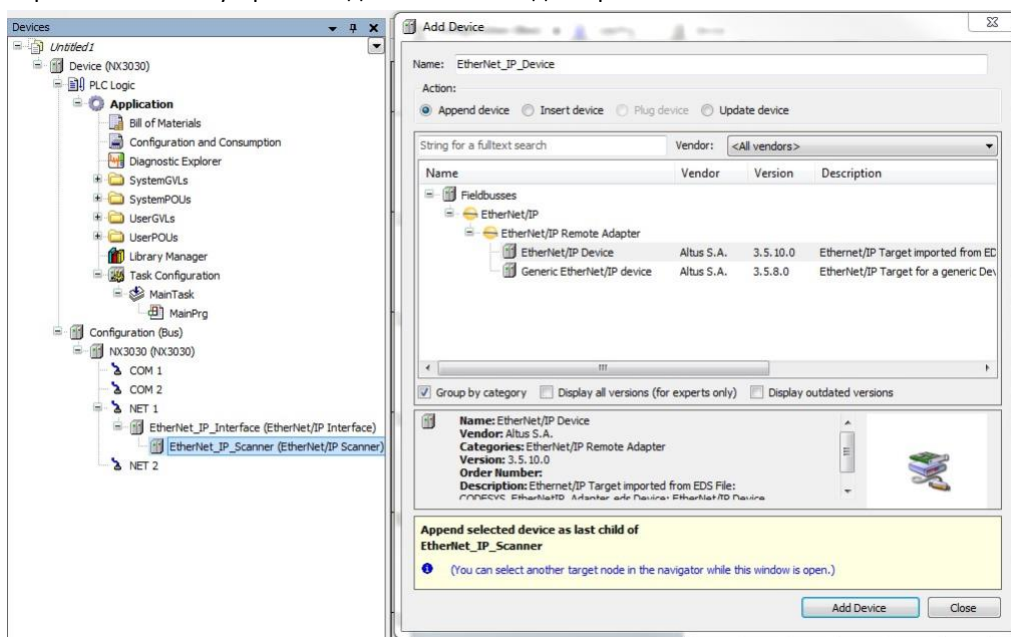 Devices
Untitled1
Device (NX3030)
PLC Logic
Application
Bill of Materials
Configuration and Consumption
Diagnostic Explorer
SystemGVLs
SystemPOUs
UserGVLs
UserPOUs
Library Manager
Task Configuration
MainTask
MainPrg
Configuration (Bus)
NX3030 (NX3030)
COM 1
COM 2
NET 1
EtherNet_IP_Interface (EtherNet/IP Interface)
EtherNet_IP_Scanner (EtherNet/IP Scanner)
NET 2
Add Device
Name: EtherNet_IP_Device
Action:
Append device Insert device Plug device Update device
String for a fulltext search Vendor: <All vendors>
Name Vendor Version Description
Fieldbusses
EtherNet/IP
EtherNet/IP Remote Adapter
EtherNet/IP Device Altus S.A. 3.5.10.0 Ethernet/IP Target imported from ED
Generic EtherNet/IP device Altus S.A. 3.5.8.0 EtherNet/IP Target for a generic Dev
Group by category Display all versions (for experts only) Display outdated versions
Name: EtherNet/IP Device
Vendor: Altus S.A.
Categories: EtherNet/IP Remote Adapter
Version: 3.5.10.0
Order Number:
Description: Ethernet/IP Target imported from EDS File:
CODESYS_EtherNetIP_Adapter.eds Device: EtherNet/IP Device
Append selected device as last child of
EtherNet_IP_Scanner
(You can select another target node in the navigator while this window is open.)
Add Device Close